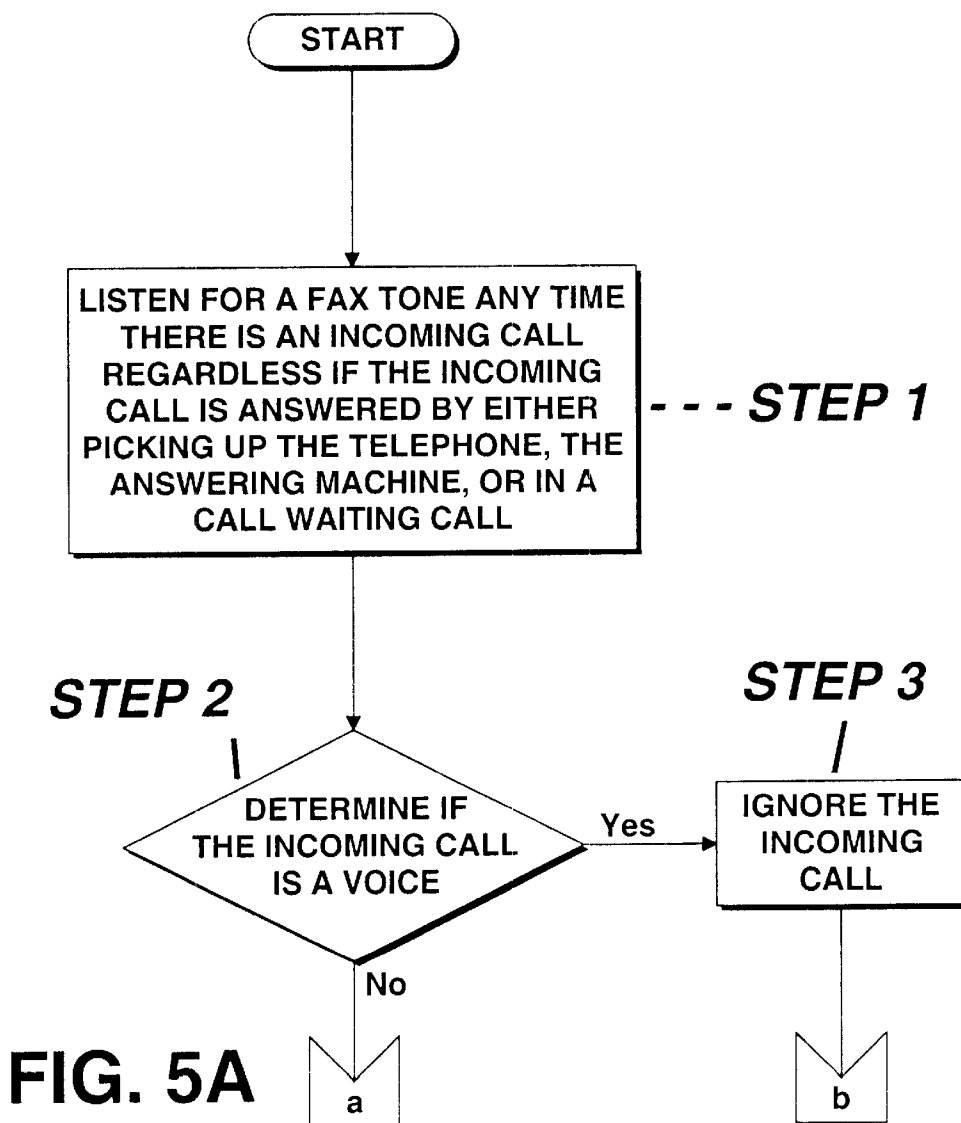 START
LISTEN FOR A FAX TONE ANY TIME
THERE IS AN INCOMING CALL
REGARDLESS IF THE INCOMING
CALL IS ANSWERED BY EITHER
PICKING UP THE TELEPHONE, THE
ANSWERING MACHINE, OR IN A
CALL WAITING CALL
- - - STEP 1
STEP 2
STEP 3
DETERMINE IF
THE INCOMING CALL
IS A VOICE
Yes
IGNORE THE
INCOMING
CALL
No
FIG. 5A
a
b